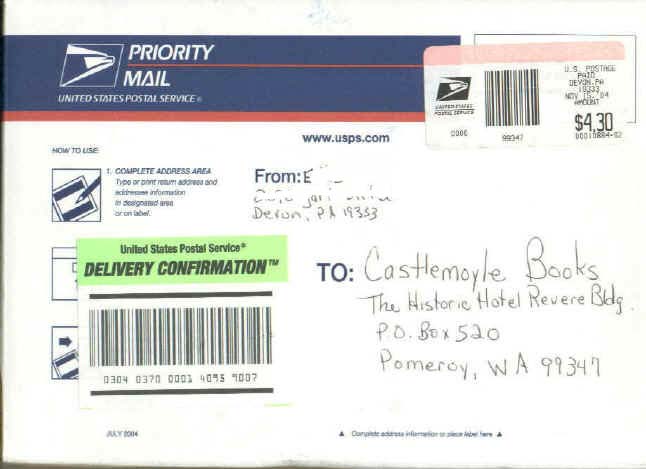 PRIORITY
MAIL
UNITED STATES POSTAL SERVICE®
UNITED STATES
POSTAL SERVICE
0000
99347
U.S. POSTAGE
PAID
DEVON,PA
19333
NOV 15, 04
AMOUNT
$4.30
00010884-02
www.usps.com
HOW TO USE:
1. COMPLETE ADDRESS AREA
Type or print return address and
addressee information
in designated area
or on label.
From: E
Devon, PA 19333
United States Postal Service®
DELIVERY CONFIRMATION™
0304 0370 0001 4095 9007
TO: Castlemoyle Books
The Historic Hotel Revere Bldg.
P.O. Box 520
Pomeroy, WA 99347
JULY 2004
▲ Complete address information or place label here ▲